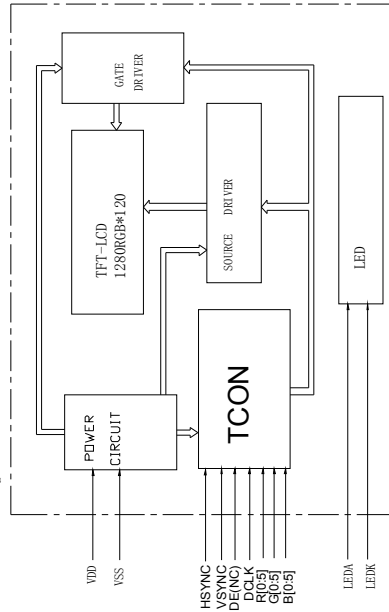 GATE
DRIVER
TFT-LCD
1280RGB*120
SOURCE DRIVER
LED
POWER
CIRCUIT
TCON
VDD
VSS
HSYNC
VSYNC
DE(NC)
DCLK
R[0:5]
G[0:5]
B[0:5]
LEDA
LEDK